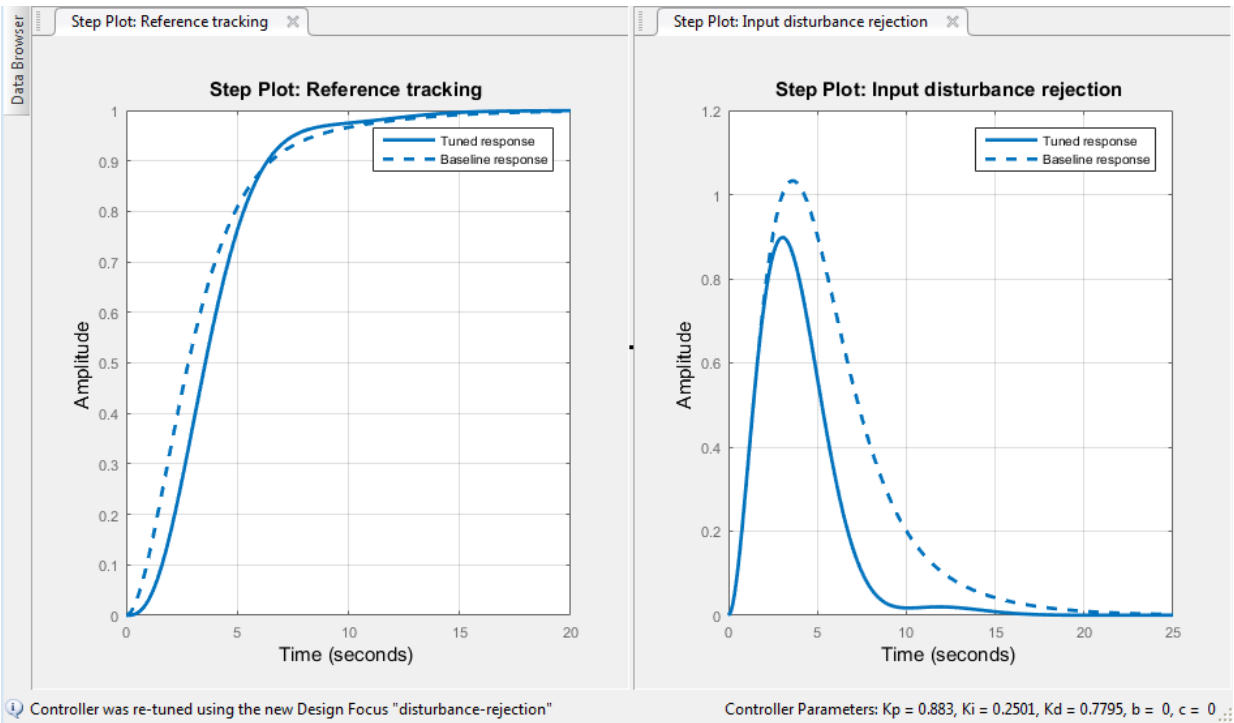 Data Browser
Step Plot: Reference tracking
Step Plot: Reference tracking
Tuned response
Baseline response
1
0.9
0.8
0.7
0.6
0.5
0.4
0.3
0.2
0.1
0
Amplitude
0 5 10 15 20
Time (seconds)
Step Plot: Input disturbance rejection
Step Plot: Input disturbance rejection
Tuned response
Baseline response
1.2
1
0.8
0.6
0.4
0.2
0
Amplitude
0 5 10 15 20 25
Time (seconds)
Controller was re-tuned using the new Design Focus "disturbance-rejection"
Controller Parameters: Kp = 0.883, Ki = 0.2501, Kd = 0.7795, b = 0, c = 0